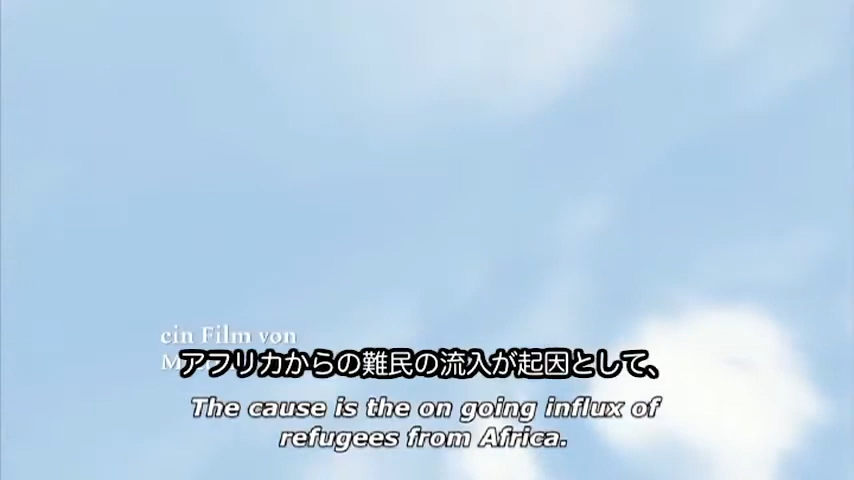 ein Film von
アフリカからの難民の流入が起因として、
The cause is the on going influx of
refugees from Africa.